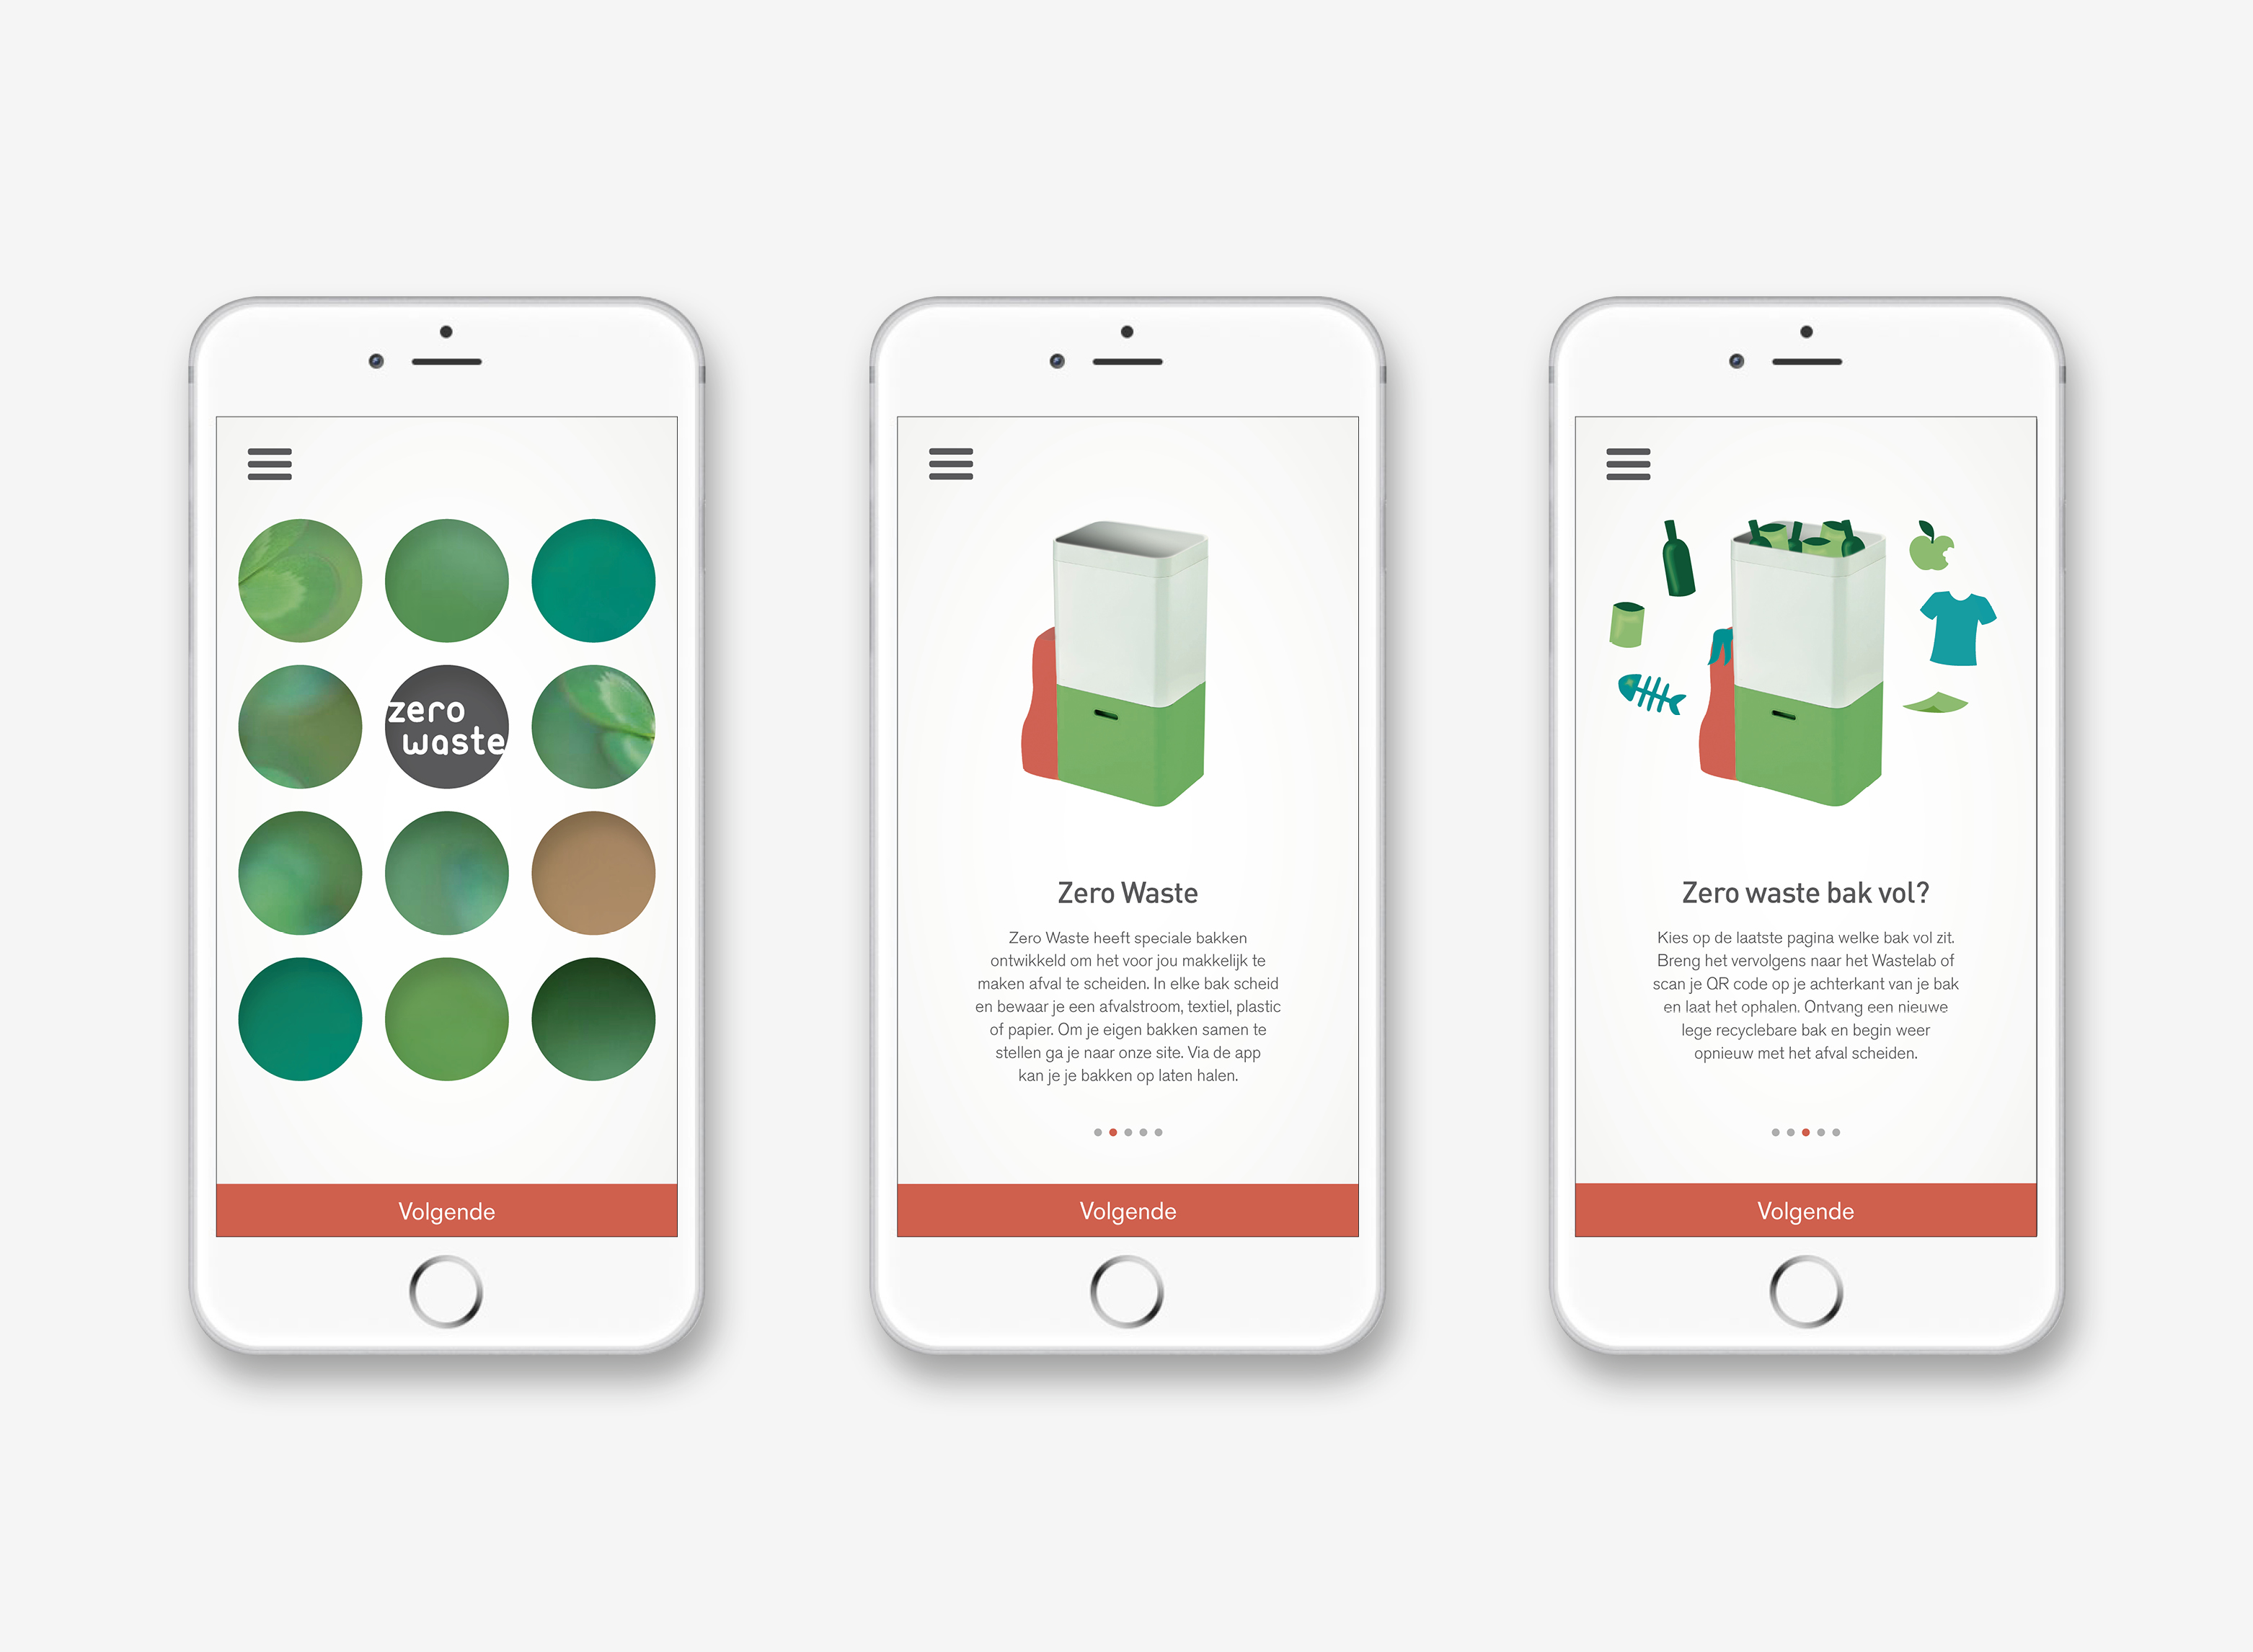 zero
waste
Volgende
Zero Waste
Zero Waste heeft speciale bakken
ontwikkeld om het voor jou makkelijk te
maken afval te scheiden. In elke bak scheid
en bewaar je een afvalstroom, textiel, plastic
of papier. Om je eigen bakken samen te
stellen ga je naar onze site. Via de app
kan je je bakken op laten halen.
Volgende
Zero waste bak vol?
Kies op de laatste pagina welke bak vol zit.
Breng het vervolgens naar het Wastelab of
scan je QR code op je achterkant van je bak
en laat het ophalen. Ontvang een nieuwe
lege recyclebare bak en begin weer
opnieuw met het afval scheiden.
Volgende